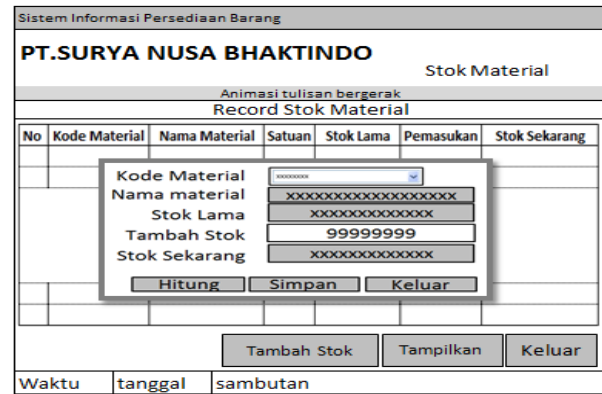 Sistem Informasi Persediaan Barang
PT.SURYA NUSA BHAKTINDO
Stok Material
Animasi tulisan bergerak
Record Stok Material
No Kode Material Nama Material Satuan Stok Lama Pemasukan Stok Sekarang
Kode Material xxxxxxxx
Nama material xxxxxxxxxxxxxxxxxx
Stok Lama xxxxxxxxxxxxx
Tambah Stok 99999999
Stok Sekarang xxxxxxxxxxxxx
Hitung Simpan Keluar
Tambah Stok Tampilkan Keluar
Waktu tanggal sambutan